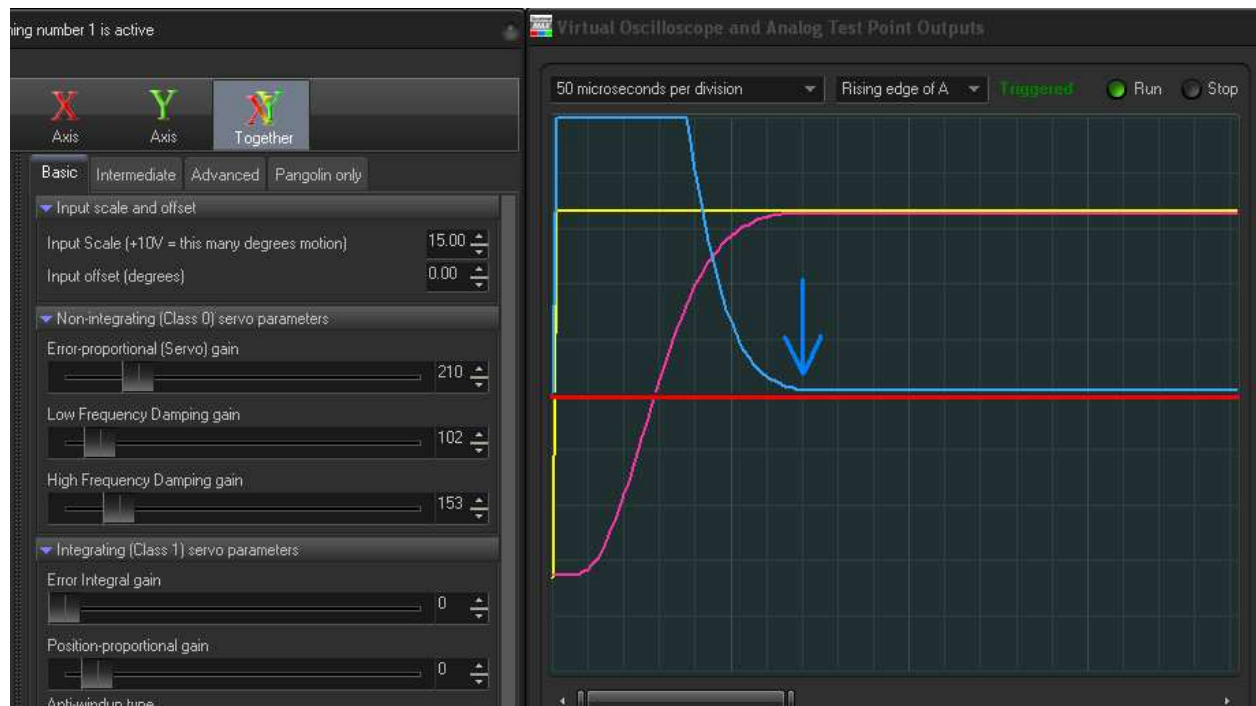 ning number 1 is active
X
Axis
Y
Axis
XY
Together
Basic
Intermediate
Advanced
Pangolin only
Input scale and offset
Input Scale (+10V = this many degrees motion)
15.00
Input offset (degrees)
0.00
Non-integrating (Class 0) servo parameters
Error-proportional (Servo) gain
210
Low Frequency Damping gain
102
High Frequency Damping gain
153
Integrating (Class 1) servo parameters
Error Integral gain
0
Position-proportional gain
0
Anti-windup type
Virtual Oscilloscope and Analog Test Point Outputs
50 microseconds per division
Rising edge of A
Triggered
Run
Stop